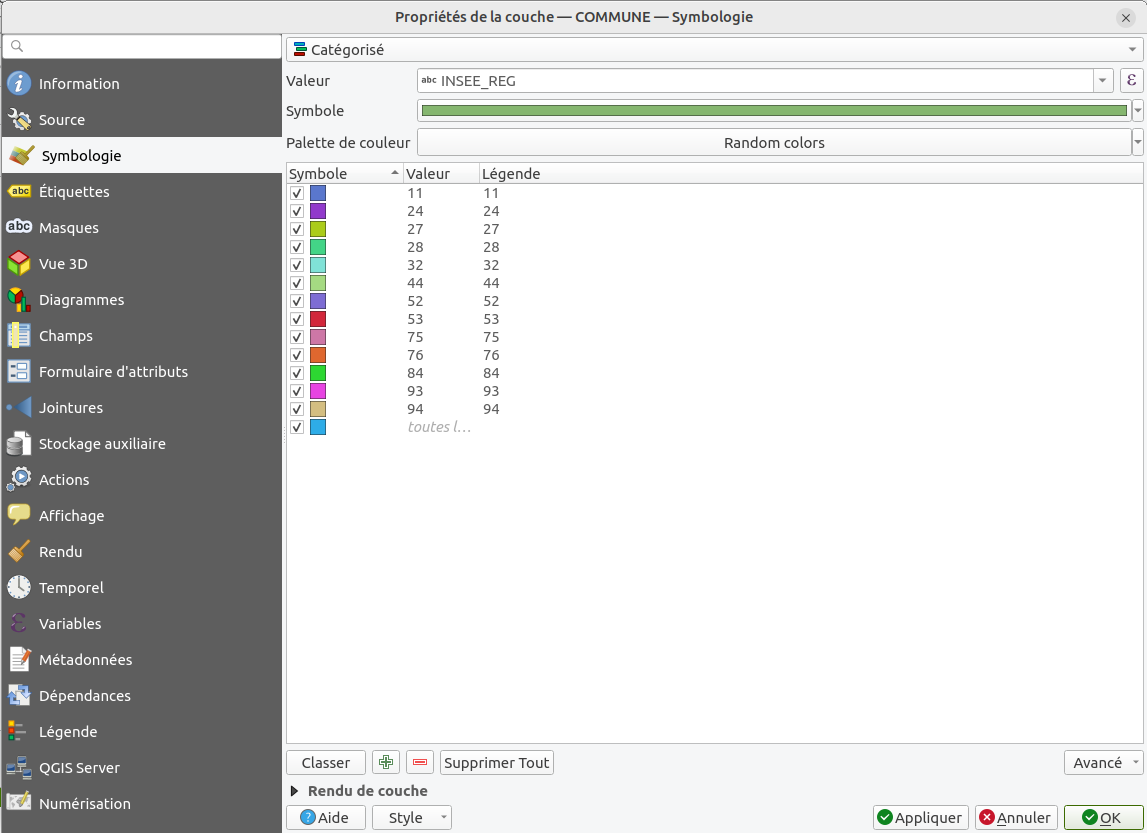 Propriétés de la couche — COMMUNE — Symbologie
Information
Source
Symbologie
abc Étiquettes
abc Masques
Vue 3D
Diagrammes
Champs
Formulaire d'attributs
Jointures
Stockage auxiliaire
Actions
Affichage
Rendu
Temporel
Variables
Métadonnées
Dépendances
Légende
QGIS Server
Numérisation
Catégorisé
Valeur abc INSEE_REG ε
Symbole
Palette de couleur Random colors
Symbole Valeur Légende
11 11
24 24
27 27
28 28
32 32
44 44
52 52
53 53
75 75
76 76
84 84
93 93
94 94
toutes l…
Classer Supprimer Tout Avancé
Rendu de couche
? Aide Style Appliquer Annuler OK